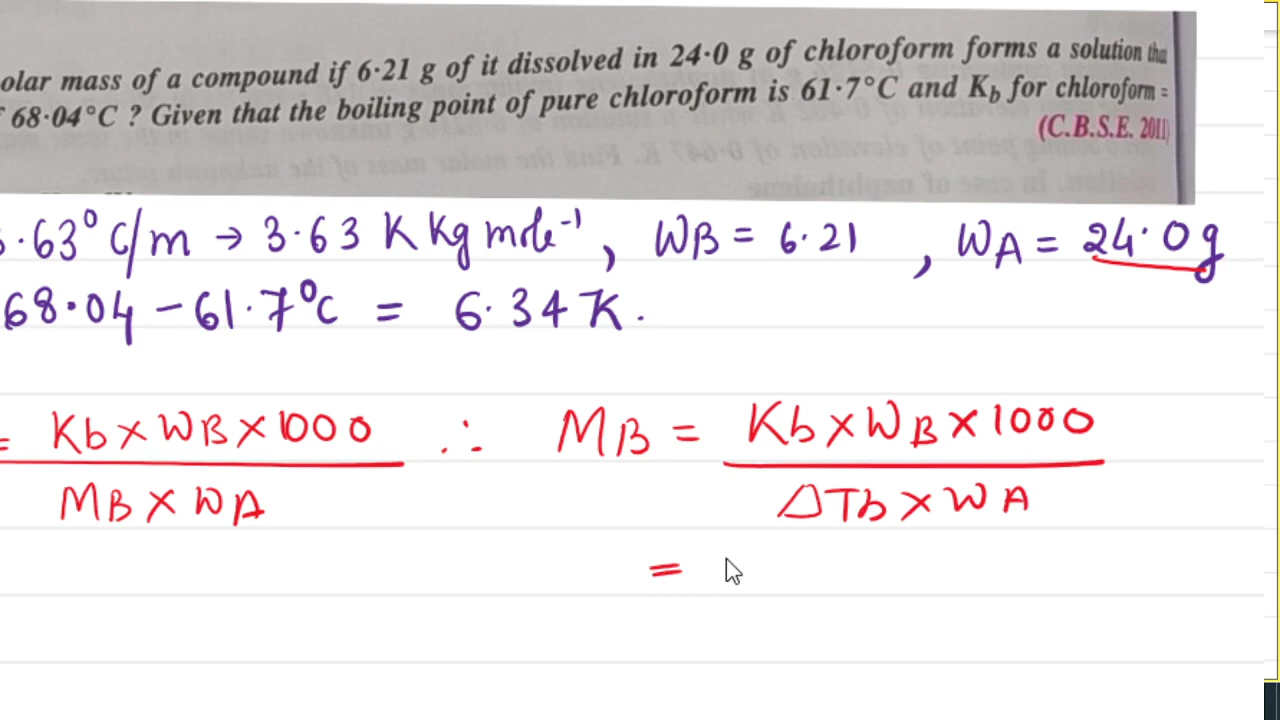 olar mass of a compound if 6·21 g of it dissolved in 24·0 g of chloroform forms a solution tha
68·04°C ? Given that the boiling point of pure chloroform is 61·7°C and Kb for chloroform =
(C.B.S.E. 2011)
.63°C/m → 3·63 K Kg mole⁻¹, WB = 6·21 , WA = 24·0g
68·04 – 61·7°C = 6·34 K.
= Kb × WB × 1000 ∴ MB = Kb × WB × 1000
MB × WA ΔTb × WA
=